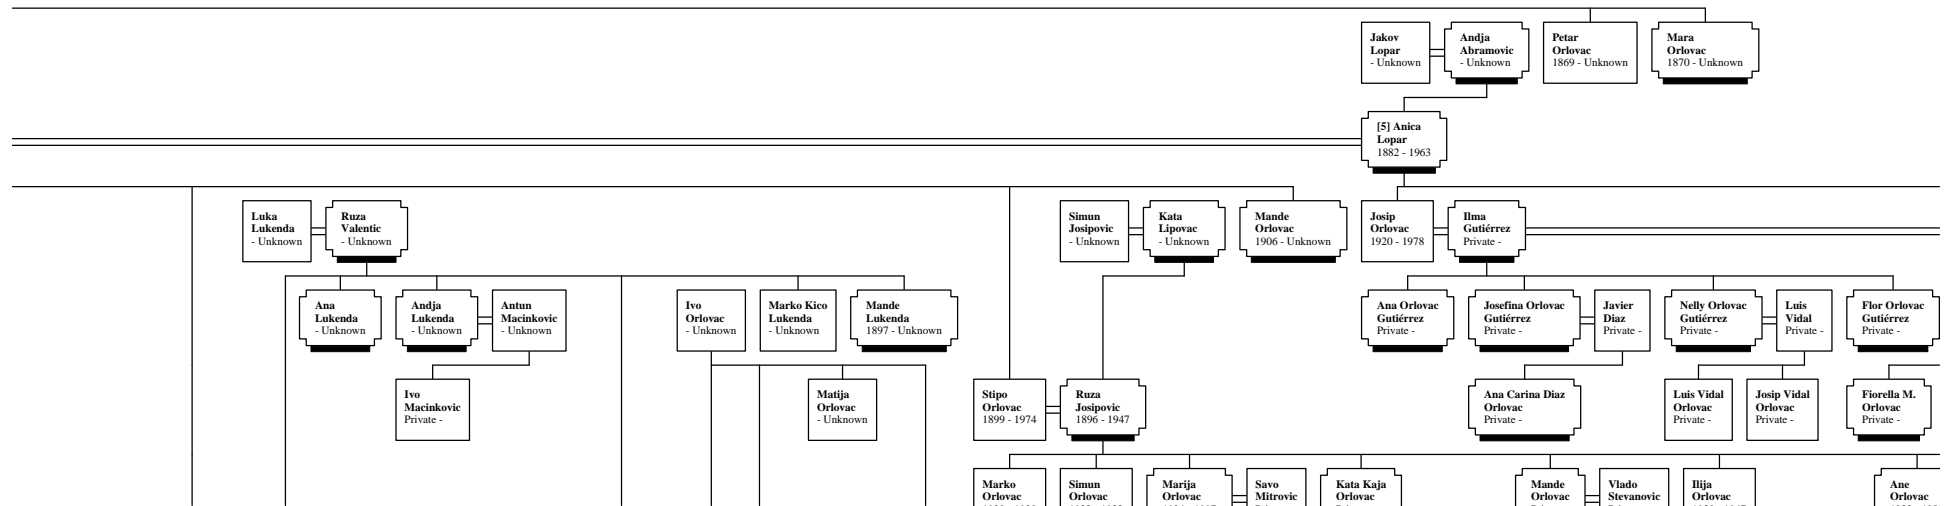 Jakov
Lopar
- Unknown
Andja
Abramovic
- Unknown
Petar
Orlovac
1869 - Unknown
Mara
Orlovac
1870 - Unknown
[5] Anica
Lopar
1882 - 1963
Luka
Lukenda
- Unknown
Ruza
Valentic
- Unknown
Simun
Josipovic
- Unknown
Kata
Lipovac
- Unknown
Mande
Orlovac
1906 - Unknown
Josip
Orlovac
1920 - 1978
Ilma
Gutiérrez
Private -
Ana
Lukenda
- Unknown
Andja
Lukenda
- Unknown
Antun
Macinkovic
- Unknown
Ivo
Orlovac
- Unknown
Marko Kico
Lukenda
- Unknown
Mande
Lukenda
1897 - Unknown
Ana Orlovac
Gutiérrez
Private -
Josefina Orlovac
Gutiérrez
Private -
Javier
Diaz
Private -
Nelly Orlovac
Gutiérrez
Private -
Luis
Vidal
Private -
Flor Orlovac
Gutiérrez
Private -
Ivo
Macinkovic
Private -
Matija
Orlovac
- Unknown
Stipo
Orlovac
1899 - 1974
Ruza
Josipovic
1896 - 1947
Ana Carina Diaz
Orlovac
Private -
Luis Vidal
Orlovac
Private -
Josip Vidal
Orlovac
Private -
Fiorella M.
Orlovac
Private -
Marko
Orlovac
Simun
Orlovac
Marija
Orlovac
Savo
Mitrovic
Kata Kaja
Orlovac
Mande
Orlovac
Vlado
Stevanovic
Ilija
Orlovac
Ane
Orlovac